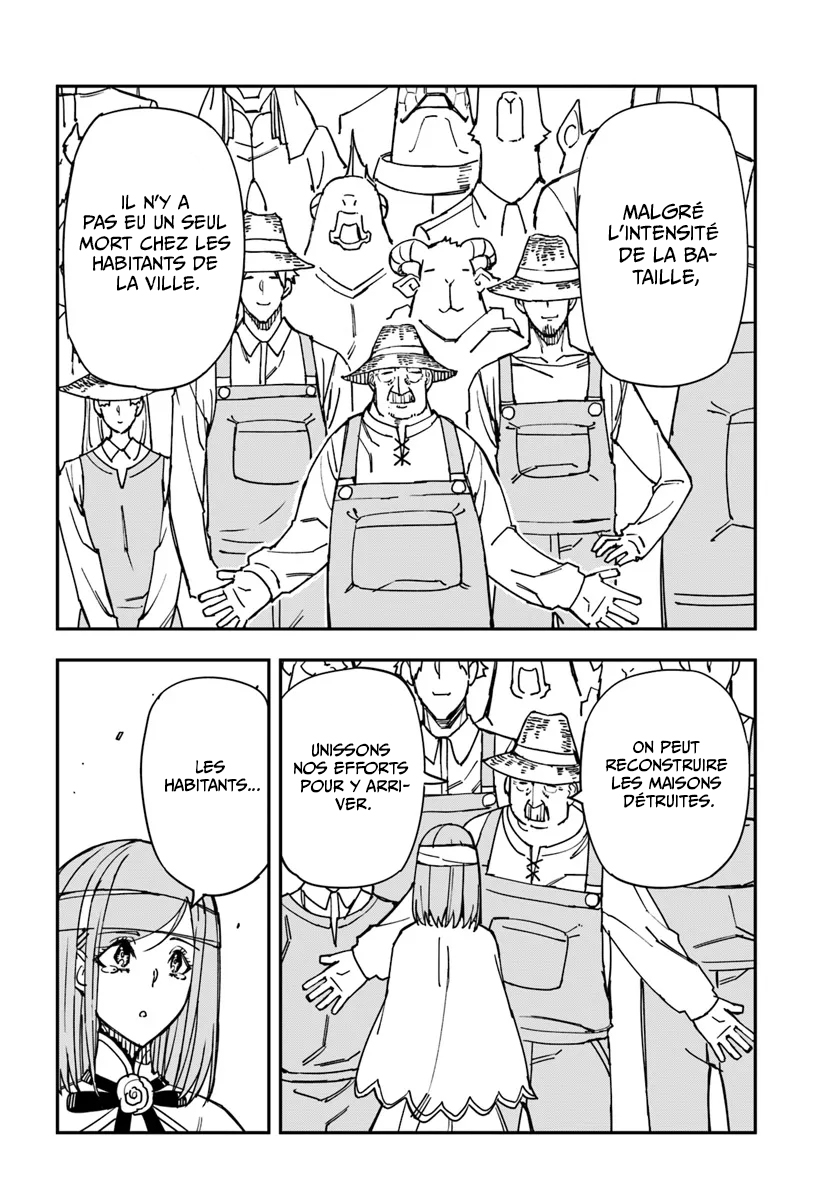 MALGRÉ
L'INTENSITÉ
DE LA BA-
TAILLE,
IL N'Y A
PAS EU UN SEUL
MORT CHEZ LES
HABITANTS DE
LA VILLE.
ON PEUT
RECONSTRUIRE
LES MAISONS
DÉTRUITES.
UNISSONS
NOS EFFORTS
POUR Y ARRI-
VER.
LES
HABITANTS...